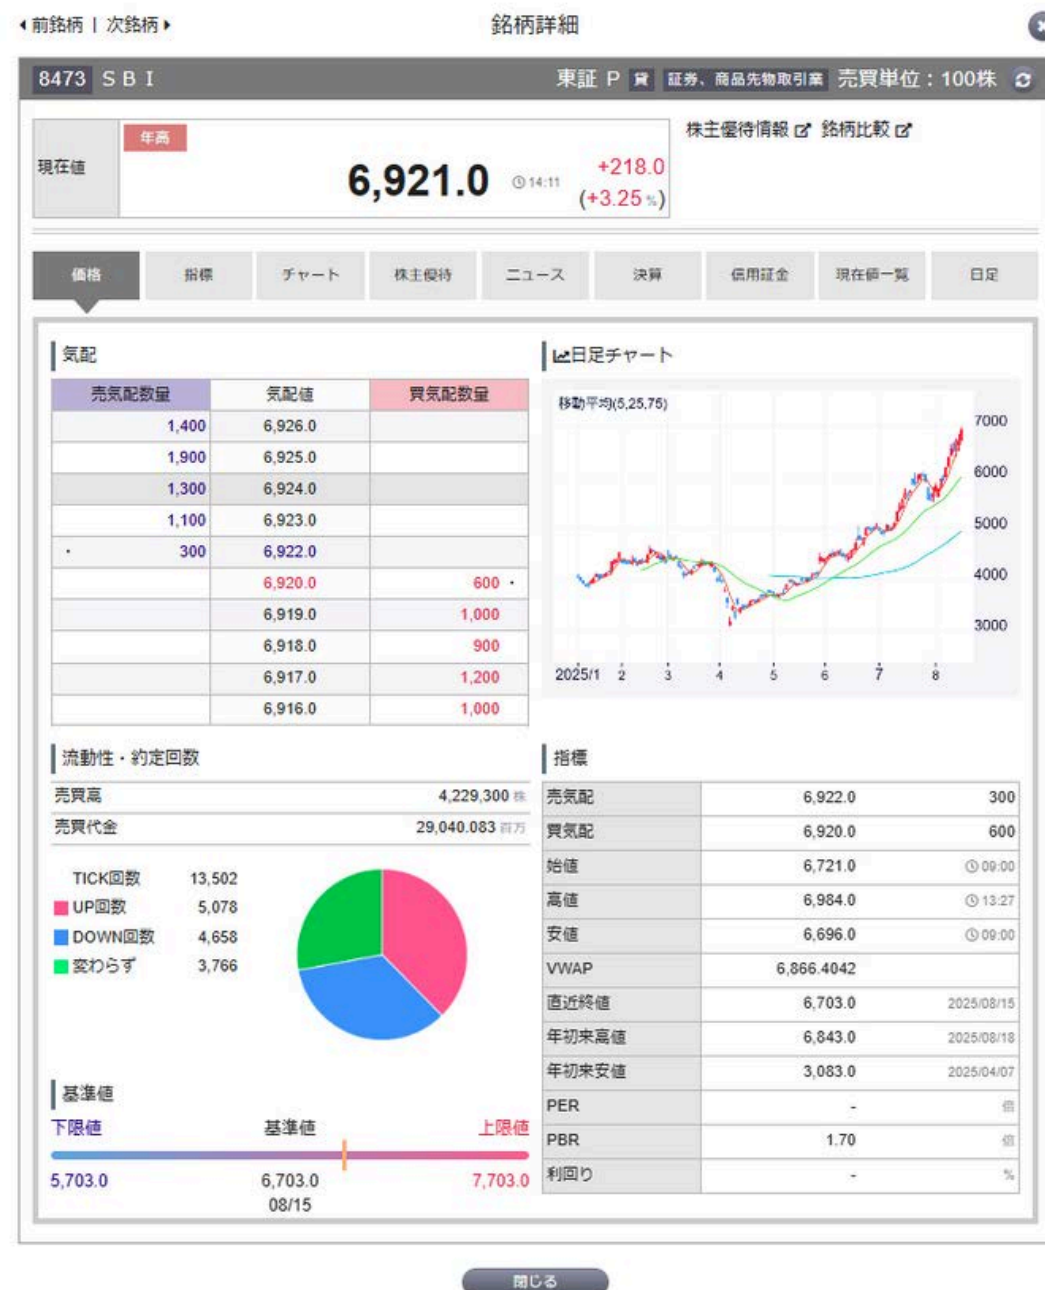 前銘柄 | 次銘柄
銘柄詳細
8473 ＳＢＩ 東証 P 貸 証券、商品先物取引業 売買単位：100株
現在値 年高 6,921.0 14:11 +218.0 (+3.25 %)
株主優待情報 銘柄比較
価格 指標 チャート 株主優待 ニュース 決算 信用証金 現在値一覧 日足
気配
売気配数量 気配値 買気配数量
1,400 6,926.0
1,900 6,925.0
1,300 6,924.0
1,100 6,923.0
・ 300 6,922.0
6,920.0 600 ・
6,919.0 1,000
6,918.0 900
6,917.0 1,200
6,916.0 1,000
日足チャート
移動平均(5,25,75)
7000
6000
5000
4000
3000
2025/1 2 3 4 5 6 7 8
流動性・約定回数
売買高 4,229,300 株
売買代金 29,040.083 百万
TICK回数 13,502
UP回数 5,078
DOWN回数 4,658
変わらず 3,766
基準値
下限値 基準値 上限値
5,703.0 6,703.0 7,703.0
08/15
指標
売気配 6,922.0 300
買気配 6,920.0 600
始値 6,721.0 09:00
高値 6,984.0 13:27
安値 6,696.0 09:00
VWAP 6,866.4042
直近終値 6,703.0 2025/08/15
年初来高値 6,843.0 2025/08/18
年初来安値 3,083.0 2025/04/07
PER - 倍
PBR 1.70 倍
利回り - %
閉じる